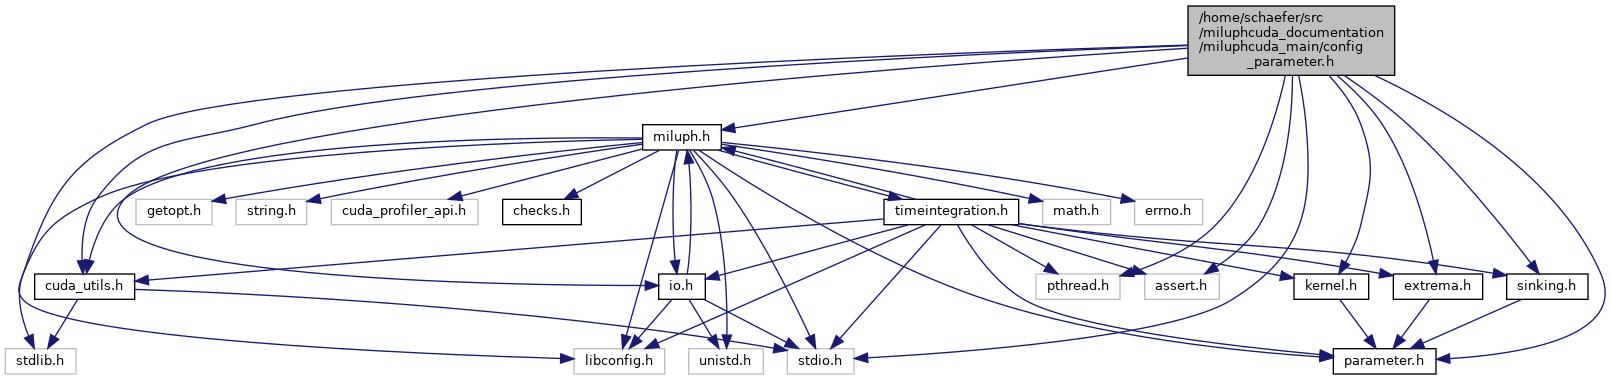 /home/schaefer/src
/miluphcuda_documentation
/miluphcuda_main/config
_parameter.h
miluph.h
getopt.h
string.h
cuda_profiler_api.h
checks.h
timeintegration.h
math.h
errno.h
cuda_utils.h
io.h
pthread.h
assert.h
kernel.h
extrema.h
sinking.h
stdlib.h
libconfig.h
unistd.h
stdio.h
parameter.h